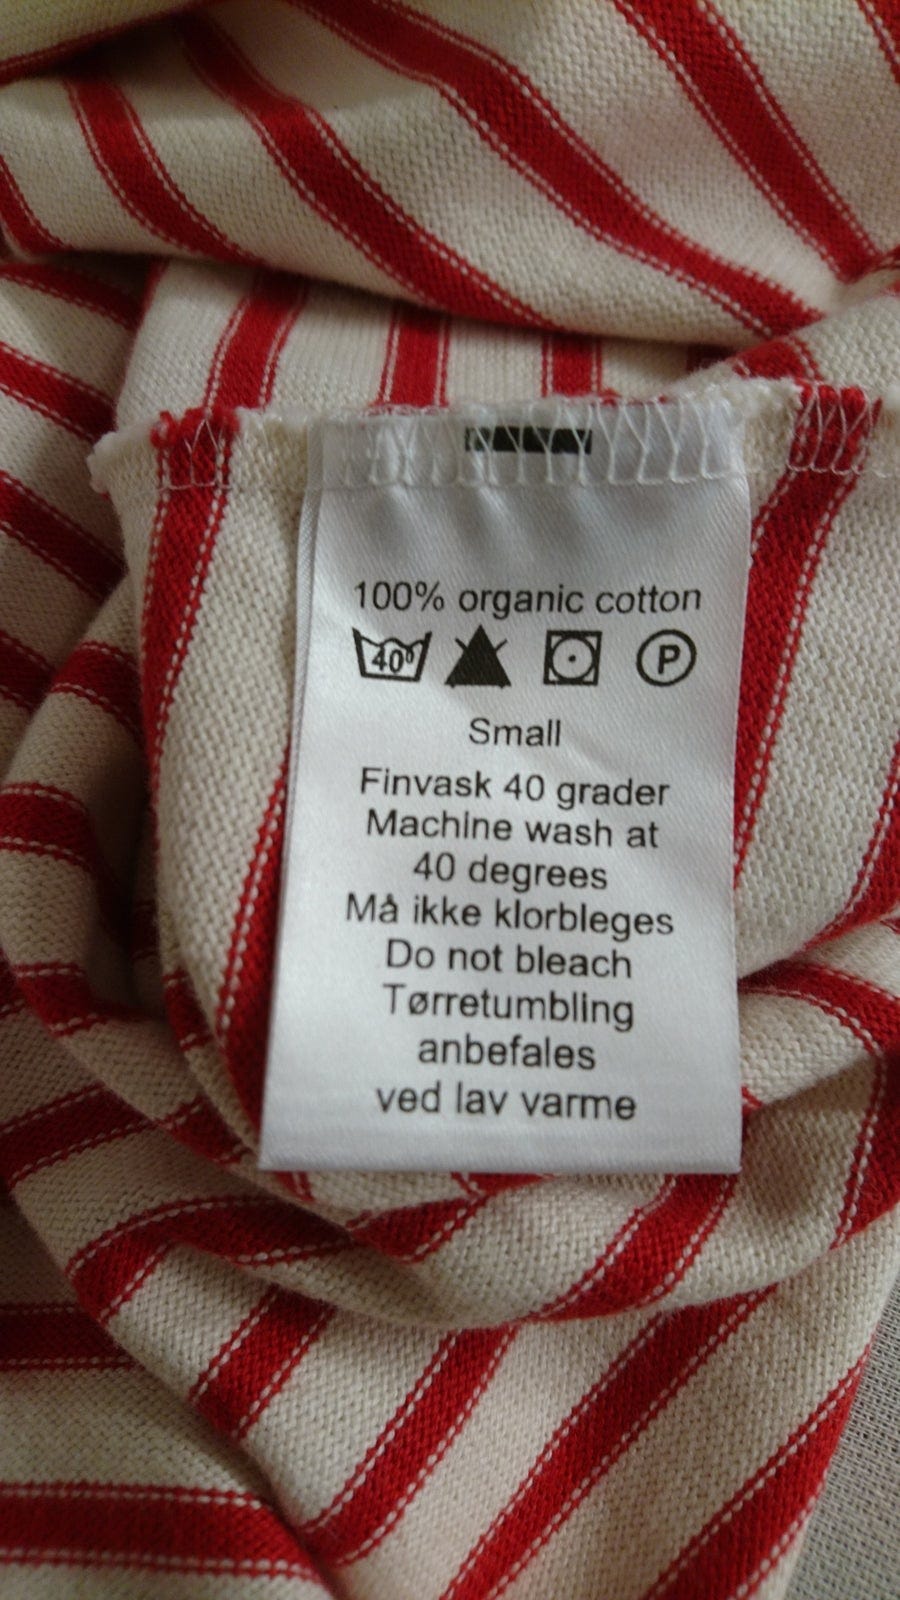 100% organic cotton
40° P
Small
Finvask 40 grader
Machine wash at
40 degrees
Må ikke klorbleges
Do not bleach
Tørretumbling
anbefales
ved lav varme